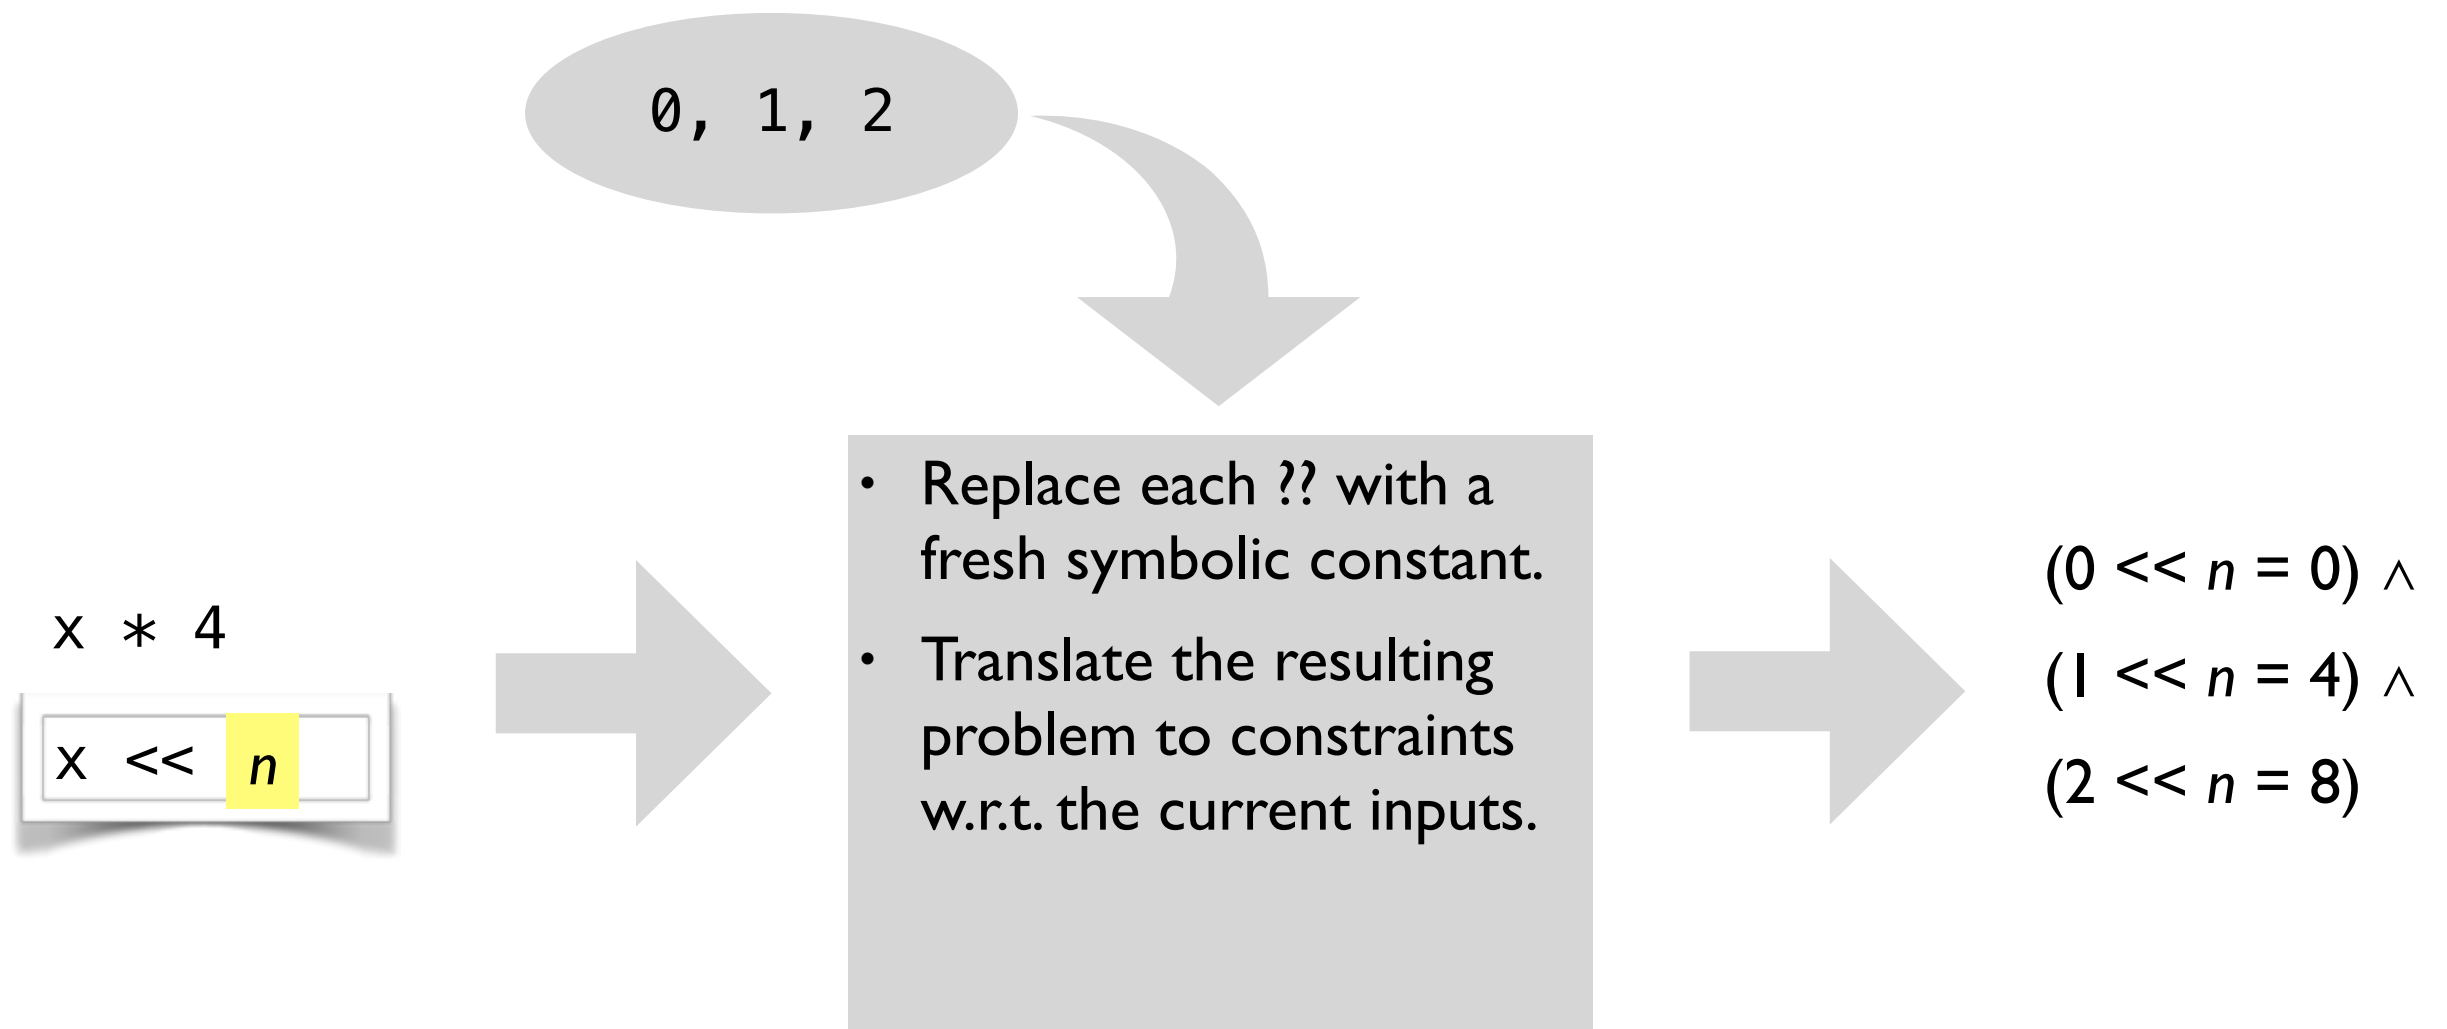 0, 1, 2
x * 4
x << n
• Replace each ?? with a
fresh symbolic constant.
• Translate the resulting
problem to constraints
w.r.t. the current inputs.
(0 << n = 0) ∧
(1 << n = 4) ∧
(2 << n = 8)